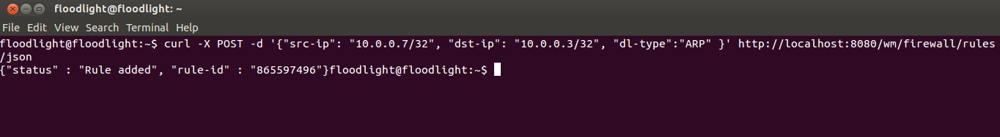 floodlight@floodlight: ~
File Edit View Search Terminal Help
floodlight@floodlight:~$ curl -X POST -d '{"src-ip": "10.0.0.7/32", "dst-ip": "10.0.0.3/32", "dl-type":"ARP" }' http://localhost:8080/wm/firewall/rules
/json
{"status" : "Rule added", "rule-id" : "865597496"}floodlight@floodlight:~$